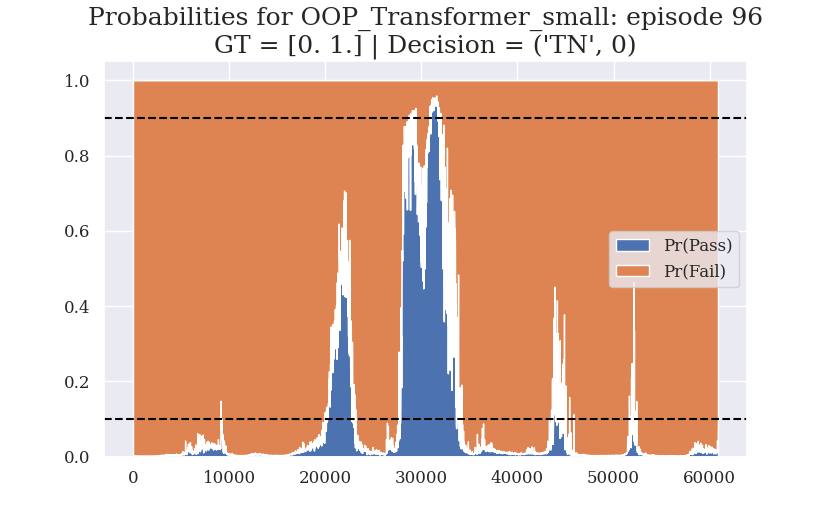 Probabilities for OOP_Transformer_small: episode 96
GT = [0. 1.] | Decision = ('TN', 0)
1.0
0.8
0.6
0.4
0.2
0.0
Pr(Pass)
Pr(Fail)
0 10000 20000 30000 40000 50000 60000